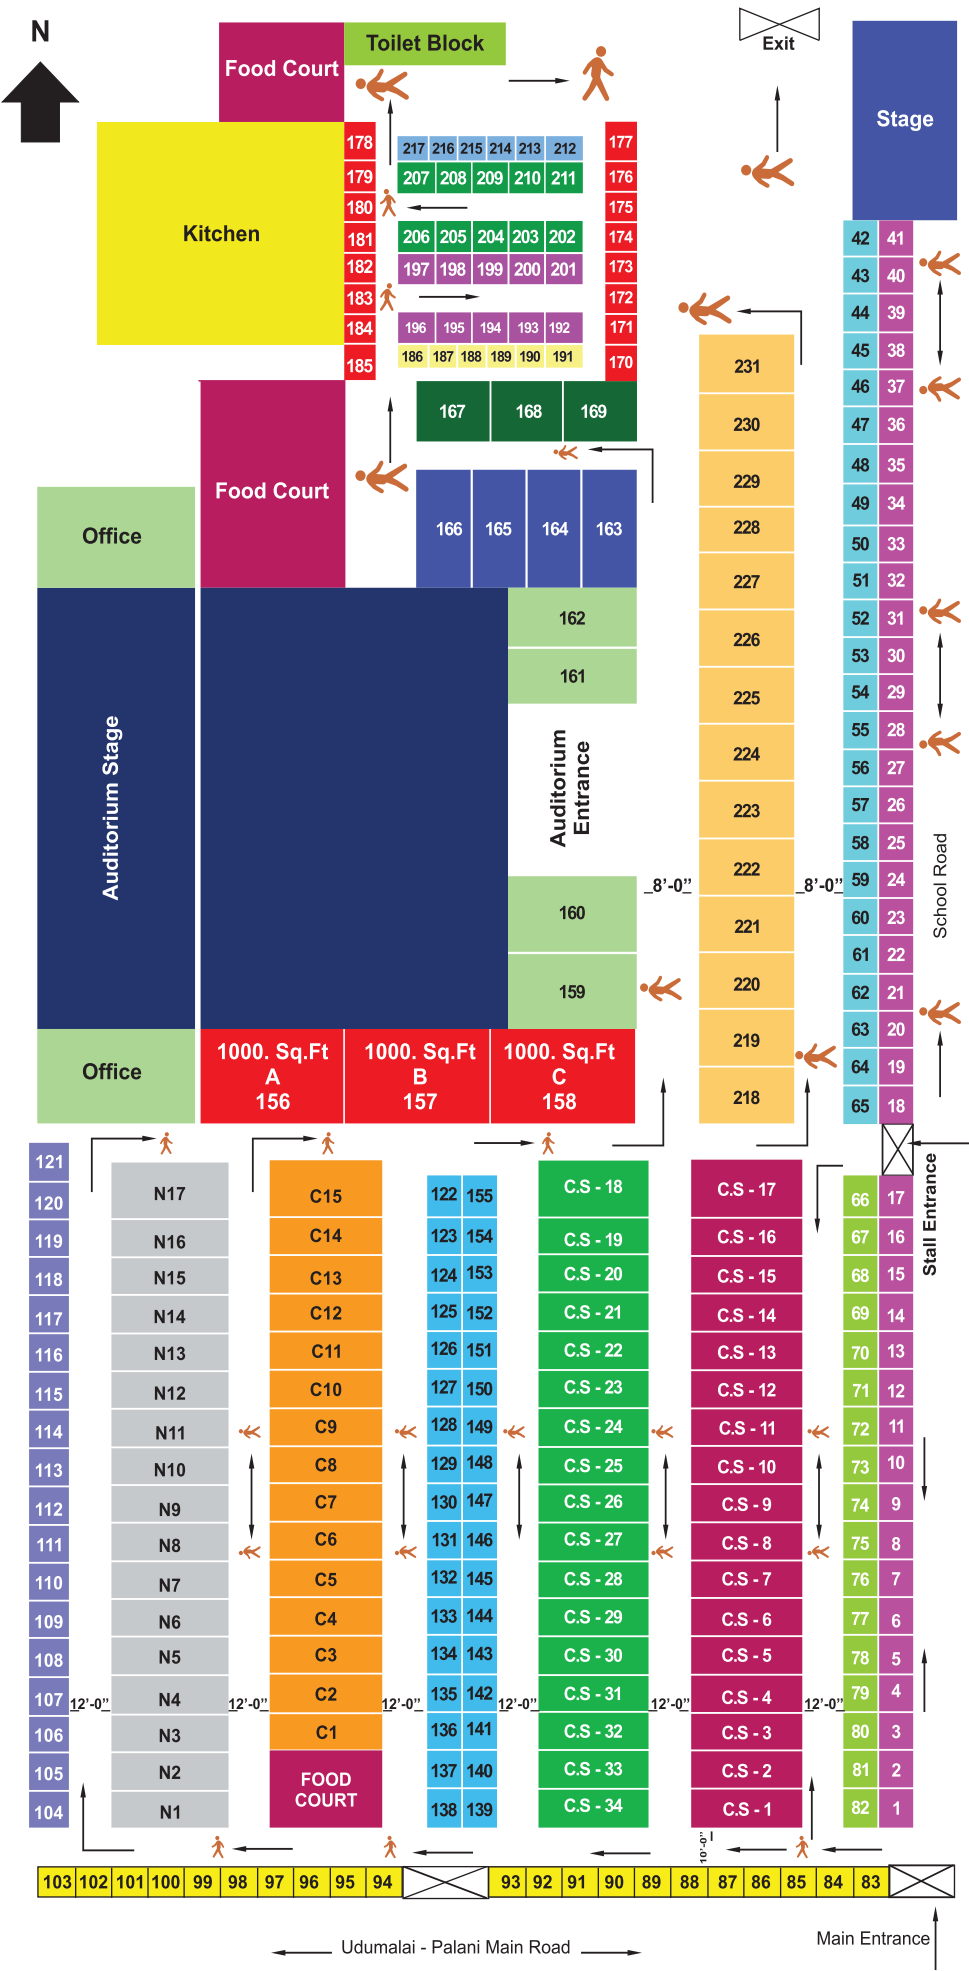 N
Toilet Block
Food Court
Exit
Stage
Kitchen
178
179
180
181
182
183
184
185
217 216 215 214 213 212
207 208 209 210 211
206 205 204 203 202
197 198 199 200 201
196 195 194 193 192
186 187 188 189 190 191
177
176
175
174
173
172
171
170
167 168 169
Food Court
166 165 164 163
Office
Auditorium Stage
162
161
Auditorium
Entrance
160
159
Office
1000. Sq.Ft
A
156
1000. Sq.Ft
B
157
1000. Sq.Ft
C
158
231
230
229
228
227
226
225
224
223
222
221
220
219
218
8'-0"
8'-0"
42 41
43 40
44 39
45 38
46 37
47 36
48 35
49 34
50 33
51 32
52 31
53 30
54 29
55 28
56 27
57 26
58 25
59 24
60 23
61 22
62 21
63 20
64 19
65 18
School Road
Stall Entrance
121
120
119
118
117
116
115
114
113
112
111
110
109
108
107
106
105
104
N17
N16
N15
N14
N13
N12
N11
N10
N9
N8
N7
N6
N5
N4
N3
N2
N1
C15
C14
C13
C12
C11
C10
C9
C8
C7
C6
C5
C4
C3
C2
C1
FOOD
COURT
122 155
123 154
124 153
125 152
126 151
127 150
128 149
129 148
130 147
131 146
132 145
133 144
134 143
135 142
136 141
137 140
138 139
C.S - 18
C.S - 19
C.S - 20
C.S - 21
C.S - 22
C.S - 23
C.S - 24
C.S - 25
C.S - 26
C.S - 27
C.S - 28
C.S - 29
C.S - 30
C.S - 31
C.S - 32
C.S - 33
C.S - 34
C.S - 17
C.S - 16
C.S - 15
C.S - 14
C.S - 13
C.S - 12
C.S - 11
C.S - 10
C.S - 9
C.S - 8
C.S - 7
C.S - 6
C.S - 5
C.S - 4
C.S - 3
C.S - 2
C.S - 1
66 17
67 16
68 15
69 14
70 13
71 12
72 11
73 10
74 9
75 8
76 7
77 6
78 5
79 4
80 3
81 2
82 1
12'-0" 12'-0" 12'-0" 12'-0" 12'-0" 12'-0"
10'-0"
103 102 101 100 99 98 97 96 95 94 93 92 91 90 89 88 87 86 85 84 83
Udumalai - Palani Main Road
Main Entrance